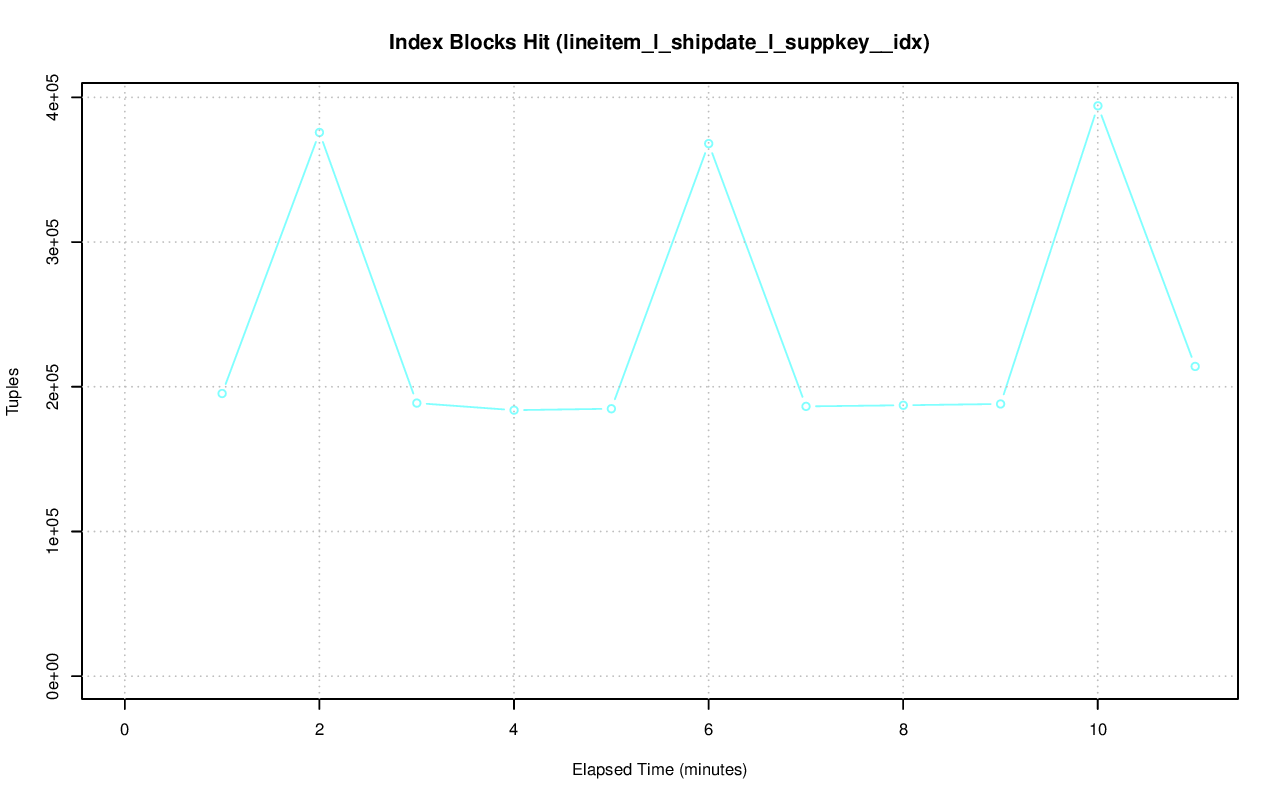 Index Blocks Hit (lineitem_l_shipdate_l_suppkey__idx)
Tuples
4e+05
3e+05
2e+05
1e+05
0e+00
0 2 4 6 8 10
Elapsed Time (minutes)